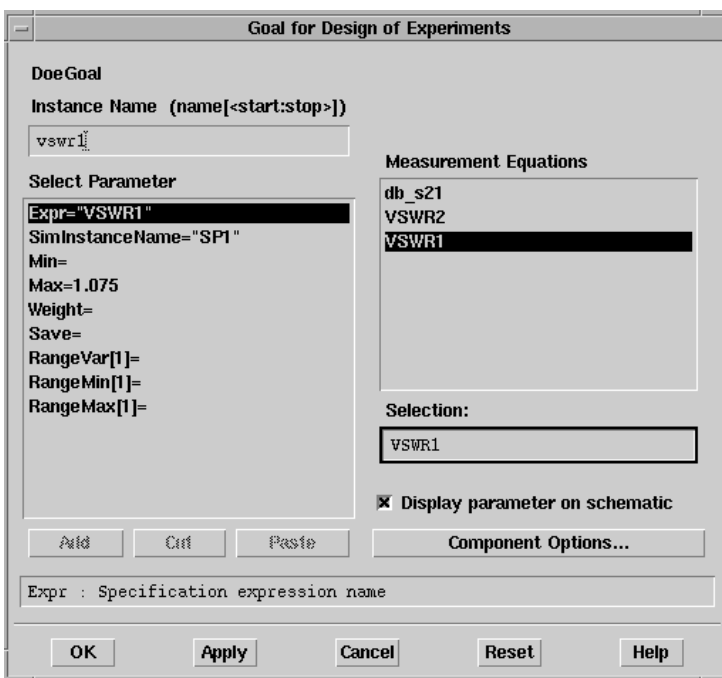 Goal for Design of Experiments
DoeGoal
Instance Name (name[<start:stop>])
vswr1
Select Parameter
Expr="VSWR1"
SimInstanceName="SP1"
Min=
Max=1.075
Weight=
Save=
RangeVar[1]=
RangeMin[1]=
RangeMax[1]=
Add
Cut
Paste
Measurement Equations
db_s21
VSWR2
VSWR1
Selection:
VSWR1
Display parameter on schematic
Component Options...
Expr : Specification expression name
OK
Apply
Cancel
Reset
Help